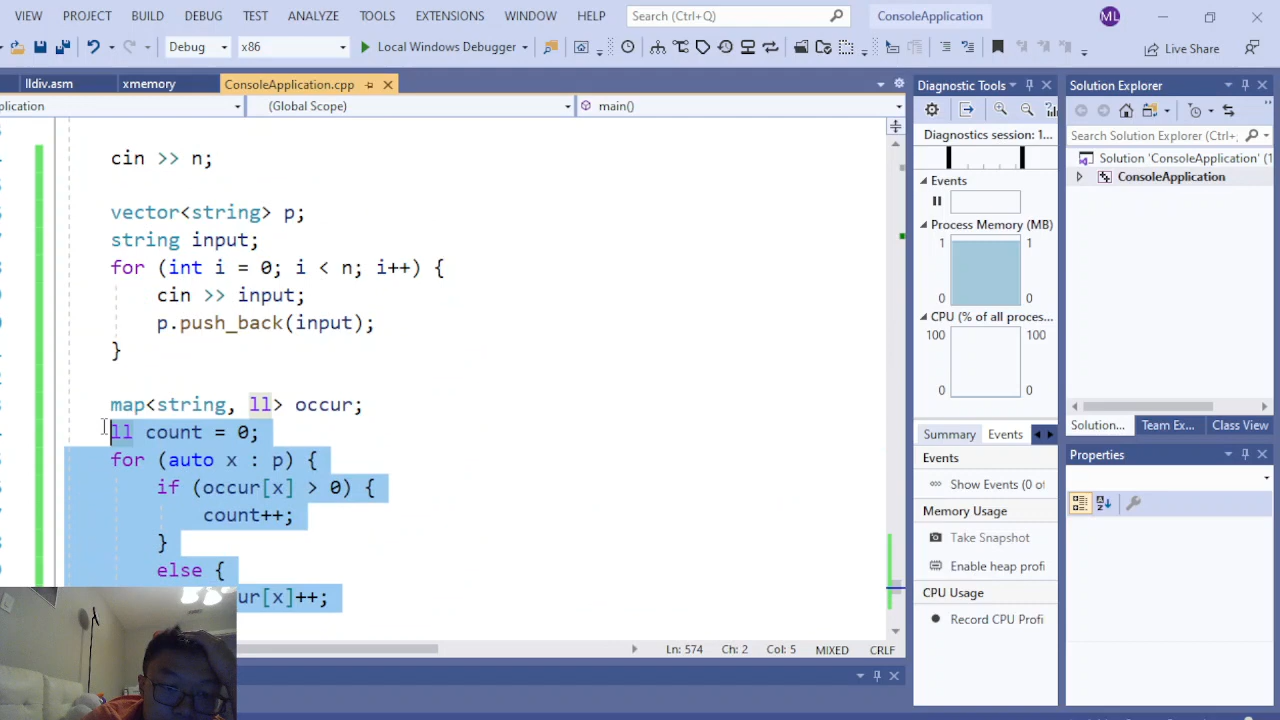 VIEW PROJECT BUILD DEBUG TEST ANALYZE TOOLS EXTENSIONS WINDOW HELP Search (Ctrl+Q) ConsoleApplication ML
Debug x86 Local Windows Debugger Live Share
lldiv.asm xmemory ConsoleApplication.cpp
plication (Global Scope) main()
cin >> n;
vector<string> p;
string input;
for (int i = 0; i < n; i++) {
cin >> input;
p.push_back(input);
}
map<string, ll> occur;
ll count = 0;
for (auto x : p) {
if (occur[x] > 0) {
count++;
}
else {
ur[x]++;
Ln: 574 Ch: 2 Col: 5 MIXED CRLF
Diagnostic Tools
Diagnostics session: 1...
Events
Process Memory (MB)
1 1
0 0
CPU (% of all proces...
100 100
0 0
Summary Events
Events
Show Events (0 of
Memory Usage
Take Snapshot
Enable heap profi
CPU Usage
Record CPU Profi
Solution Explorer
Search Solution Explorer (Ctrl+;
Solution 'ConsoleApplication' (1
ConsoleApplication
Solution... Team Ex... Class View
Properties